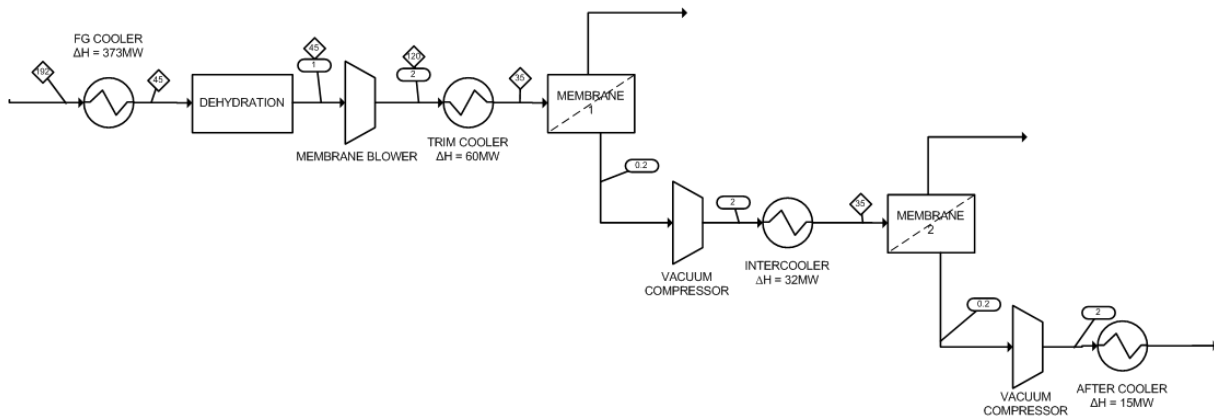 FG COOLER
ΔH = 373MW
192
45
DEHYDRATION
45
1
MEMBRANE BLOWER
120
2
TRIM COOLER
ΔH = 60MW
35
MEMBRANE
1
0.2
VACUUM
COMPRESSOR
2
INTERCOOLER
ΔH = 32MW
35
MEMBRANE
2
0.2
VACUUM
COMPRESSOR
2
AFTER COOLER
ΔH = 15MW